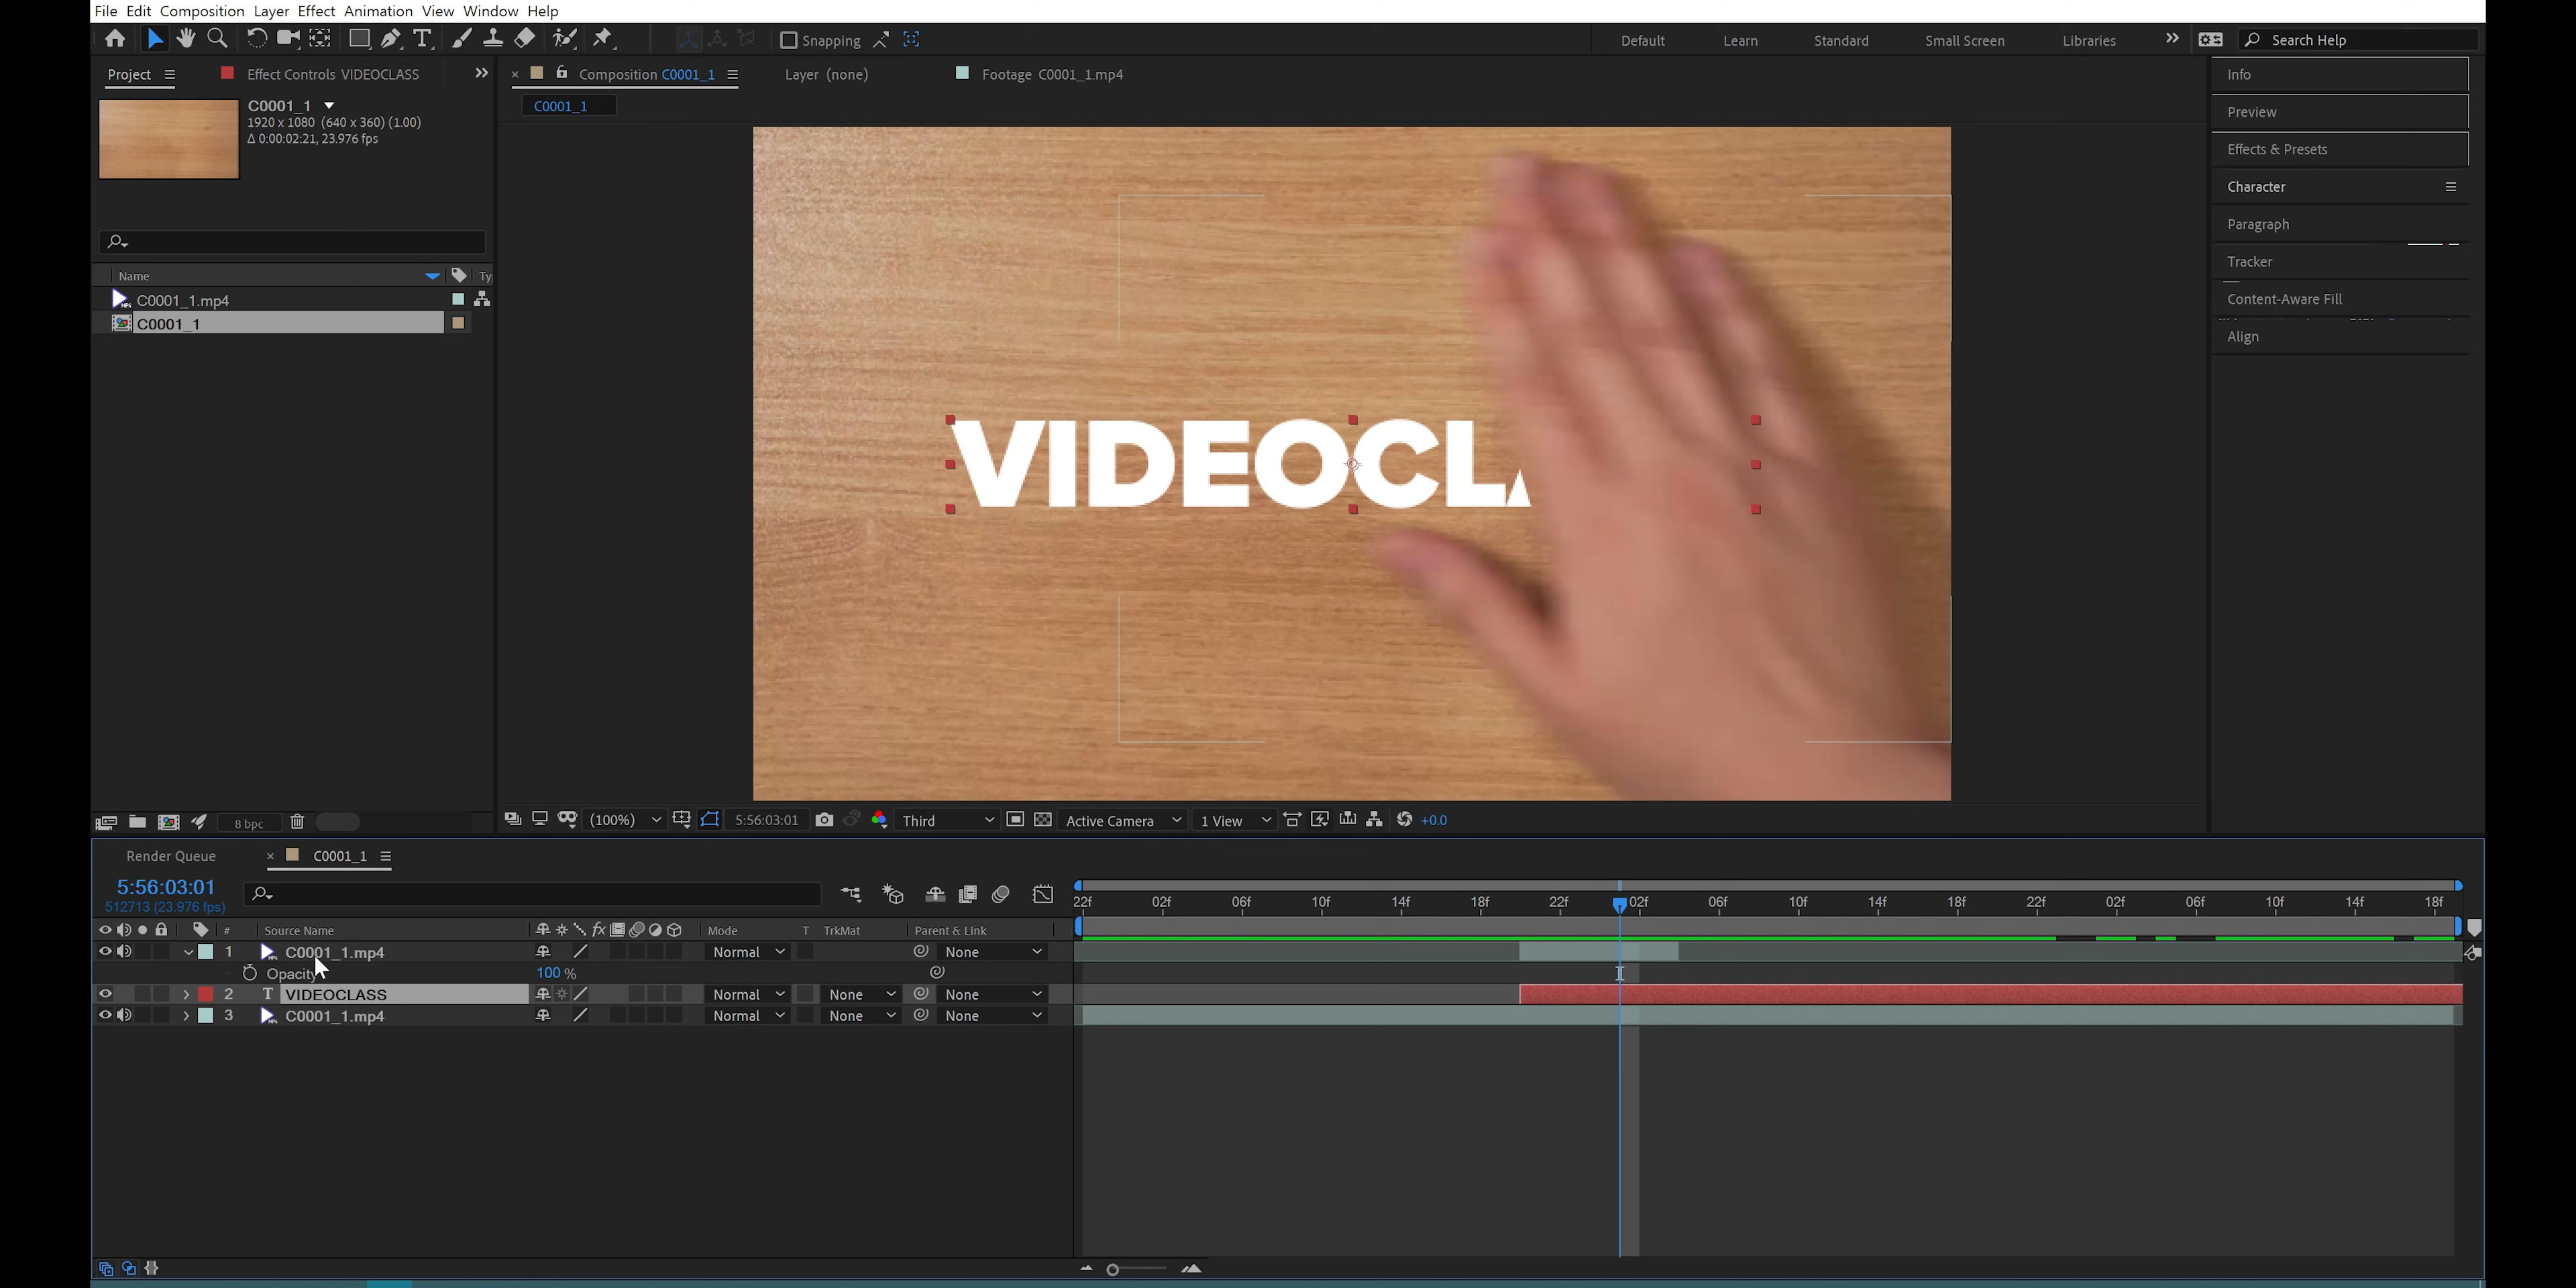 File Edit Composition Layer Effect Animation View Window Help
Snapping
Default Learn Standard Small Screen Libraries
Search Help
Project
Effect Controls VIDEOCLASS
Composition C0001_1
Layer (none)
Footage C0001_1.mp4
C0001_1
1920 x 1080 (640 x 360) (1.00)
Δ 0:00:02:21, 23.976 fps
C0001_1
Name Ty
C0001_1.mp4
C0001_1
VIDEOCLA
Info
Preview
Effects & Presets
Character
Paragraph
Tracker
Content-Aware Fill
Align
8 bpc
(100%) 5:56:03:01 Third Active Camera 1 View +0.0
Render Queue
C0001_1
5:56:03:01
512713 (23.976 fps)
22f 02f 06f 10f 14f 18f 22f 02f 06f 10f 14f 18f 22f 02f 06f 10f 14f 18f
# Source Name fx Mode T TrkMat Parent & Link
1 C0001_1.mp4 Normal None
Opacity 100 %
2 T VIDEOCLASS Normal None None
3 C0001_1.mp4 Normal None None